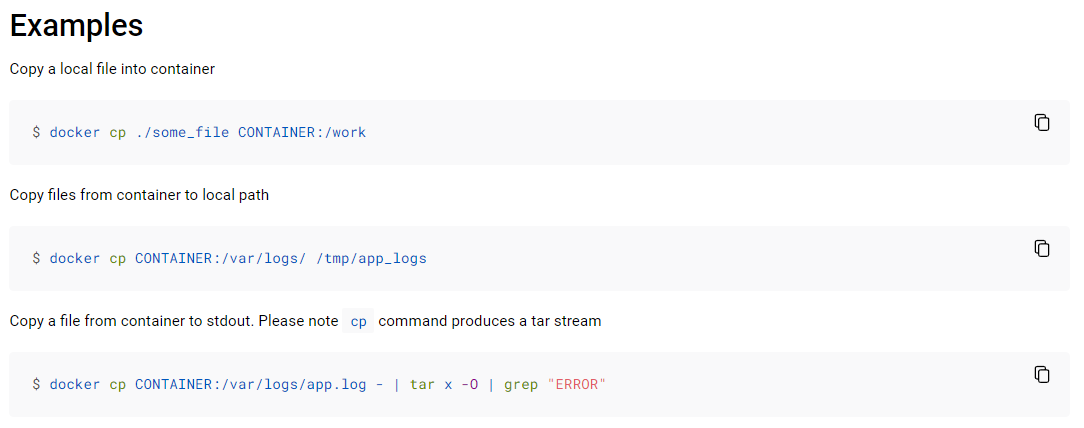 Examples
Copy a local file into container
$ docker cp ./some_file CONTAINER:/work
Copy files from container to local path
$ docker cp CONTAINER:/var/logs/ /tmp/app_logs
Copy a file from container to stdout. Please note cp command produces a tar stream
$ docker cp CONTAINER:/var/logs/app.log - | tar x -O | grep "ERROR"